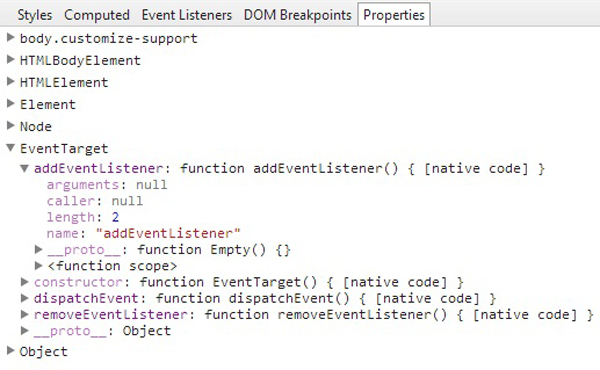 Styles Computed Event Listeners DOM Breakpoints Properties
body.customize-support
HTMLBodyElement
HTMLElement
Element
Node
EventTarget
addEventListener: function addEventListener() { [native code] }
arguments: null
caller: null
length: 2
name: "addEventListener"
__proto__: function Empty() {}
<function scope>
constructor: function EventTarget() { [native code] }
dispatchEvent: function dispatchEvent() { [native code] }
removeEventListener: function removeEventListener() { [native code] }
__proto__: Object
Object